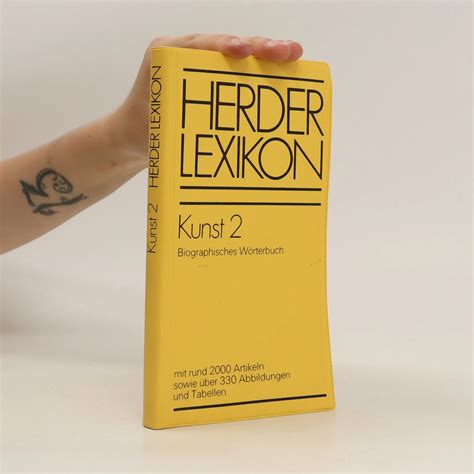 HERDER LEXIKON
Kunst 2
HERDER
LEXIKON
Kunst 2
Biographisches Wörterbuch
mit rund 2000 Artikeln
sowie über 330 Abbildungen
und Tabellen